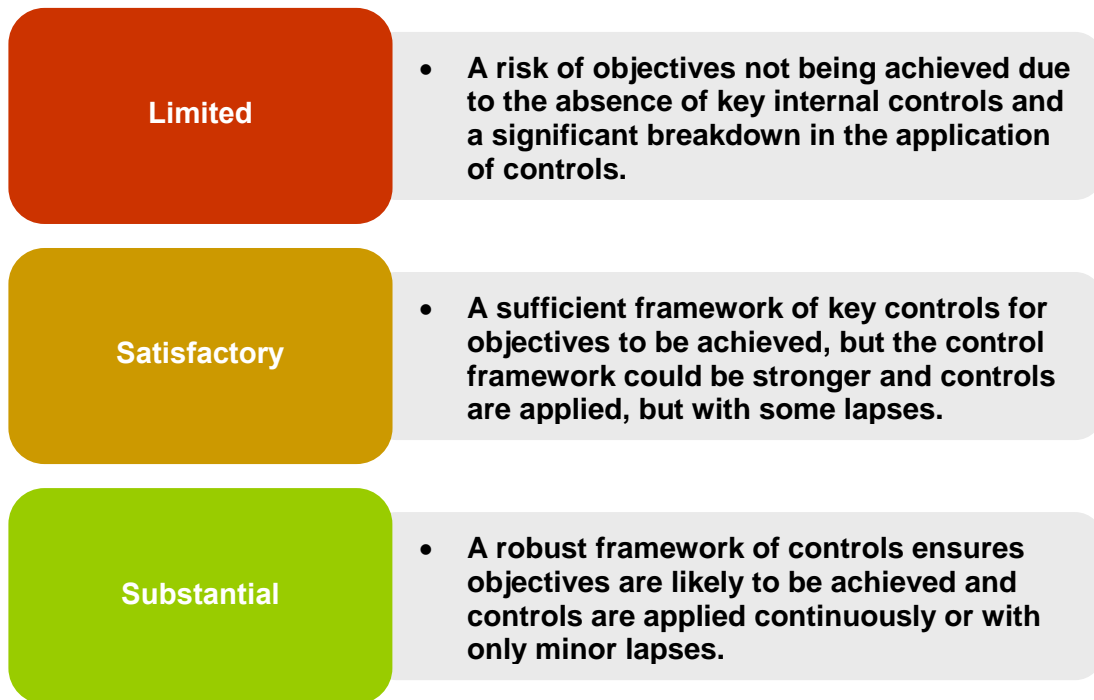 Limited
• A risk of objectives not being achieved due
to the absence of key internal controls and
a significant breakdown in the application
of controls.
Satisfactory
• A sufficient framework of key controls for
objectives to be achieved, but the control
framework could be stronger and controls
are applied, but with some lapses.
Substantial
• A robust framework of controls ensures
objectives are likely to be achieved and
controls are applied continuously or with
only minor lapses.